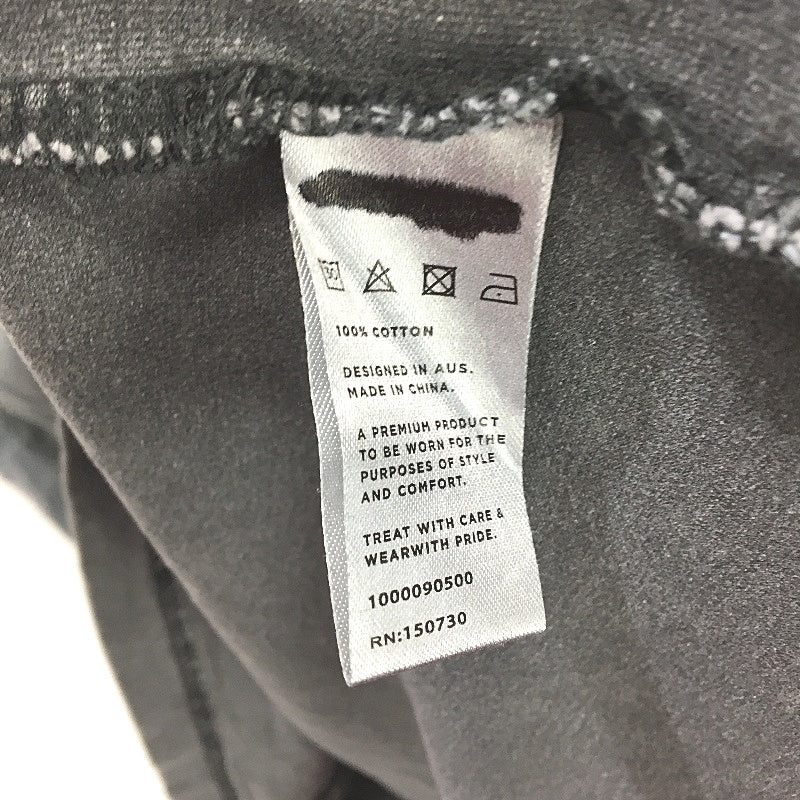 30
100% COTTON
DESIGNED IN AUS.
MADE IN CHINA.
A PREMIUM PRODUCT
TO BE WORN FOR THE
PURPOSES OF STYLE
AND COMFORT.
TREAT WITH CARE &
WEARWITH PRIDE.
1000090500
RN:150730